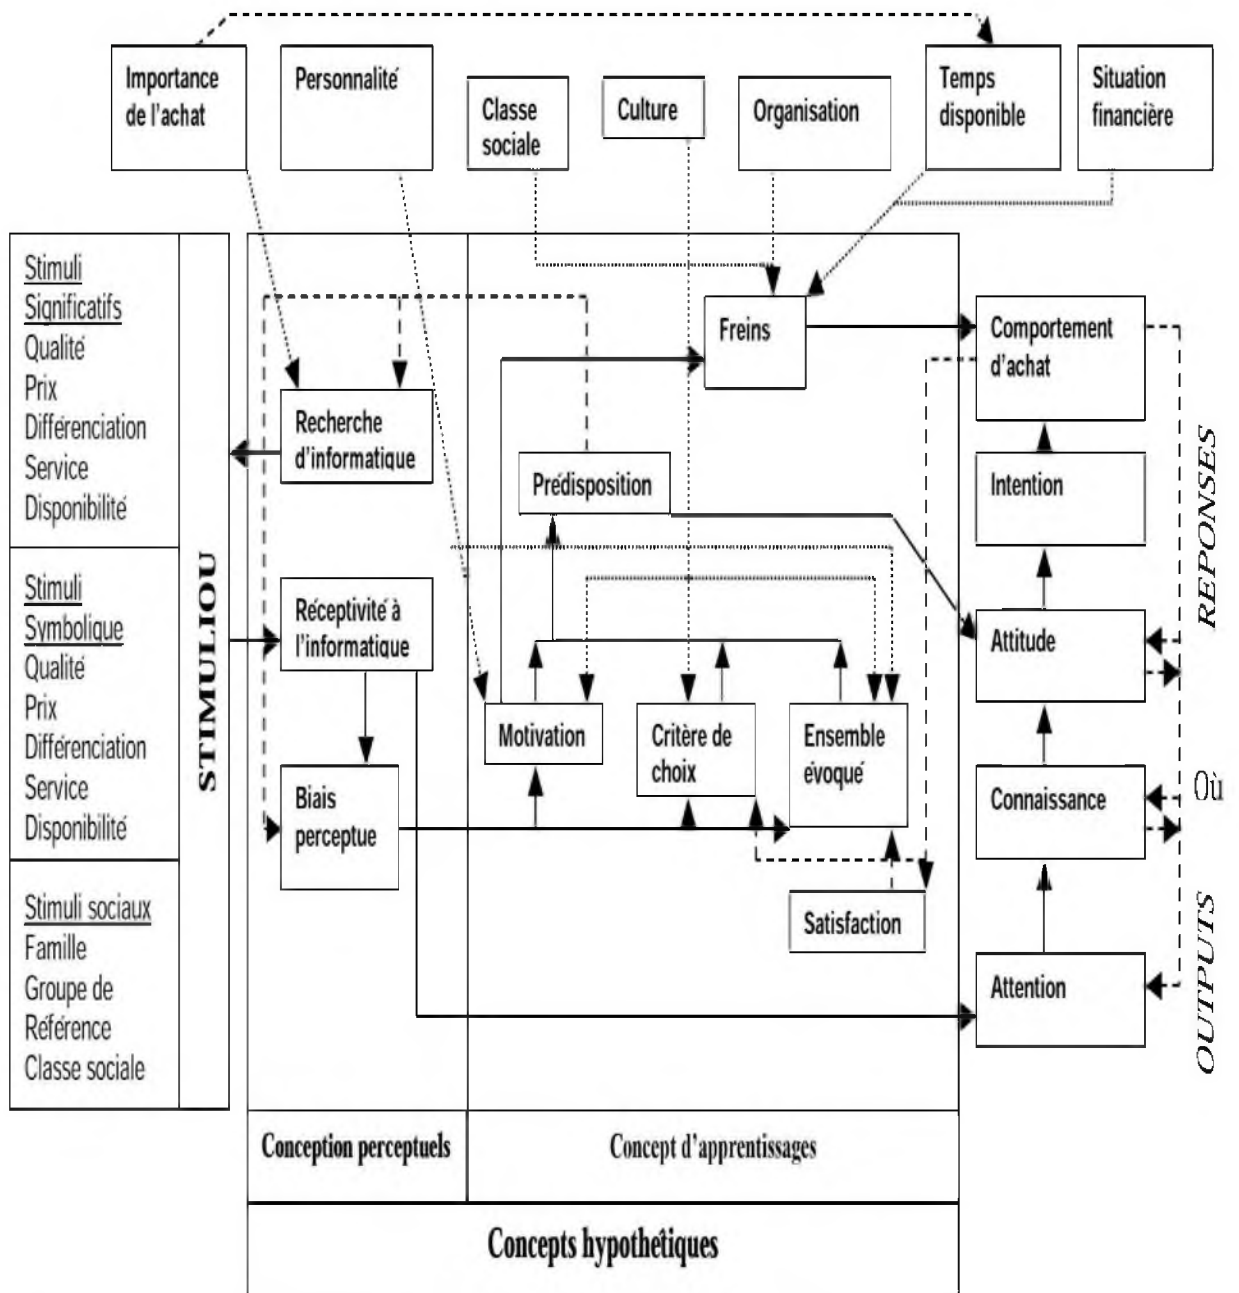 Importance
de l'achat
Personnalité
Classe
sociale
Culture
Organisation
Temps
disponible
Situation
financière
Stimuli
Significatifs
Qualité
Prix
Différenciation
Service
Disponibilité
Stimuli
Symbolique
Qualité
Prix
Différenciation
Service
Disponibilité
Stimuli sociaux
Famille
Groupe de
Référence
Classe sociale
STIMULIOU
Recherche
d'informatique
Réceptivité à
l'informatique
Biais
perceptue
Freins
Prédisposition
Motivation
Critère de
choix
Ensemble
évoqué
Satisfaction
Comportement
d'achat
Intention
Attitude
Connaissance
Attention
REPONSES
Où
OUTPUTS
Conception perceptuels
Concept d'apprentissages
Concepts hypothêtiques